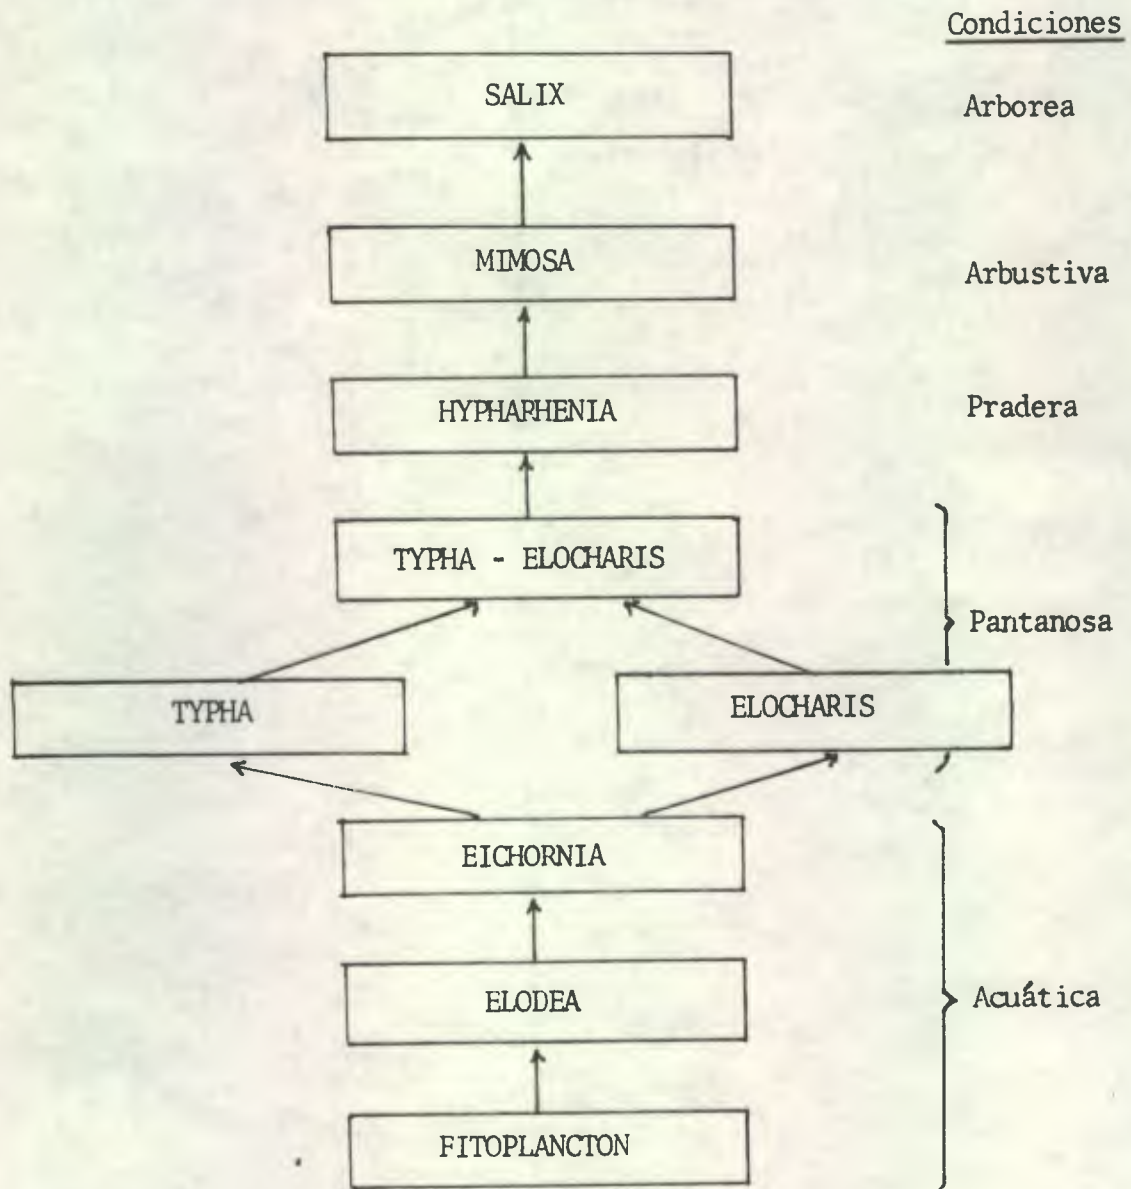 Condiciones
SALIX
Arborea
MIMOSA
Arbustiva
HYPHARHENIA
Pradera
TYPHA - ELOCHARIS
Pantanosa
TYPHA
ELOCHARIS
EICHORNIA
ELODEA
Acuática
FITOPLANCTON